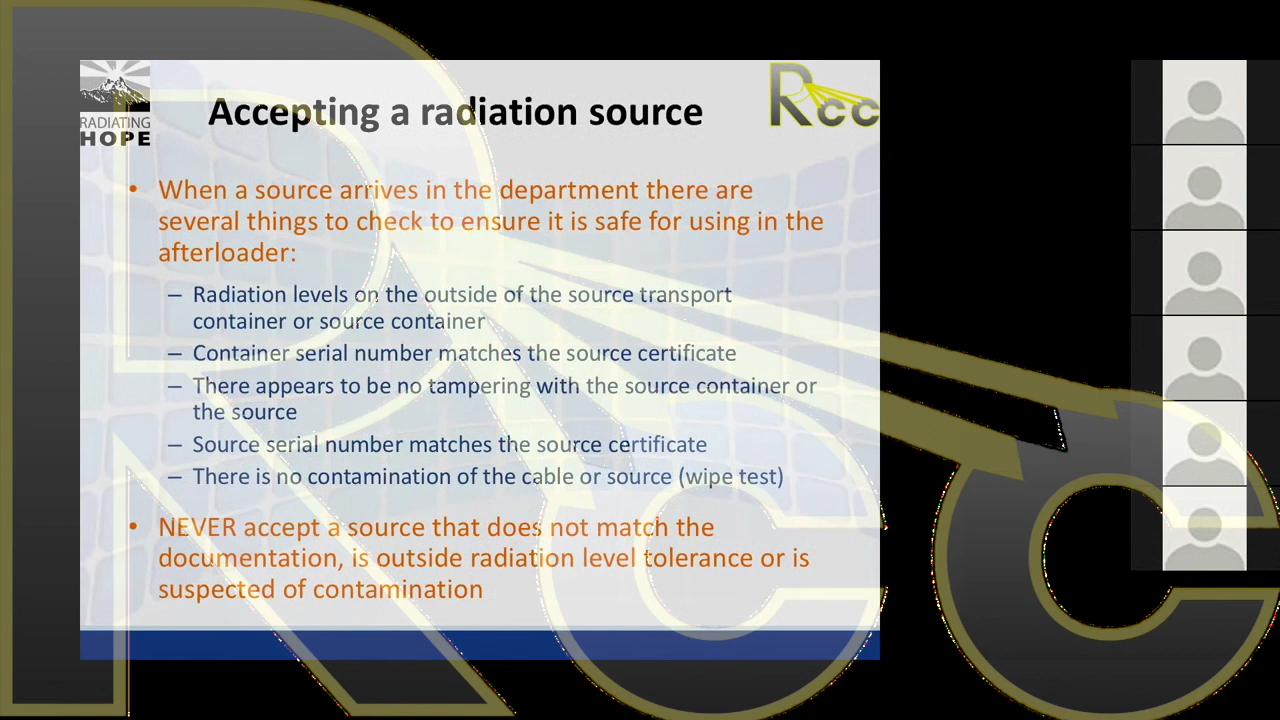 RADIATING
HOPE
Accepting a radiation source
Rcc
• When a source arrives in the department there are
several things to check to ensure it is safe for using in the
afterloader:
– Radiation levels on the outside of the source transport
container or source container
– Container serial number matches the source certificate
– There appears to be no tampering with the source container or
the source
– Source serial number matches the source certificate
– There is no contamination of the cable or source (wipe test)
• NEVER accept a source that does not match the
documentation, is outside radiation level tolerance or is
suspected of contamination
Rcc